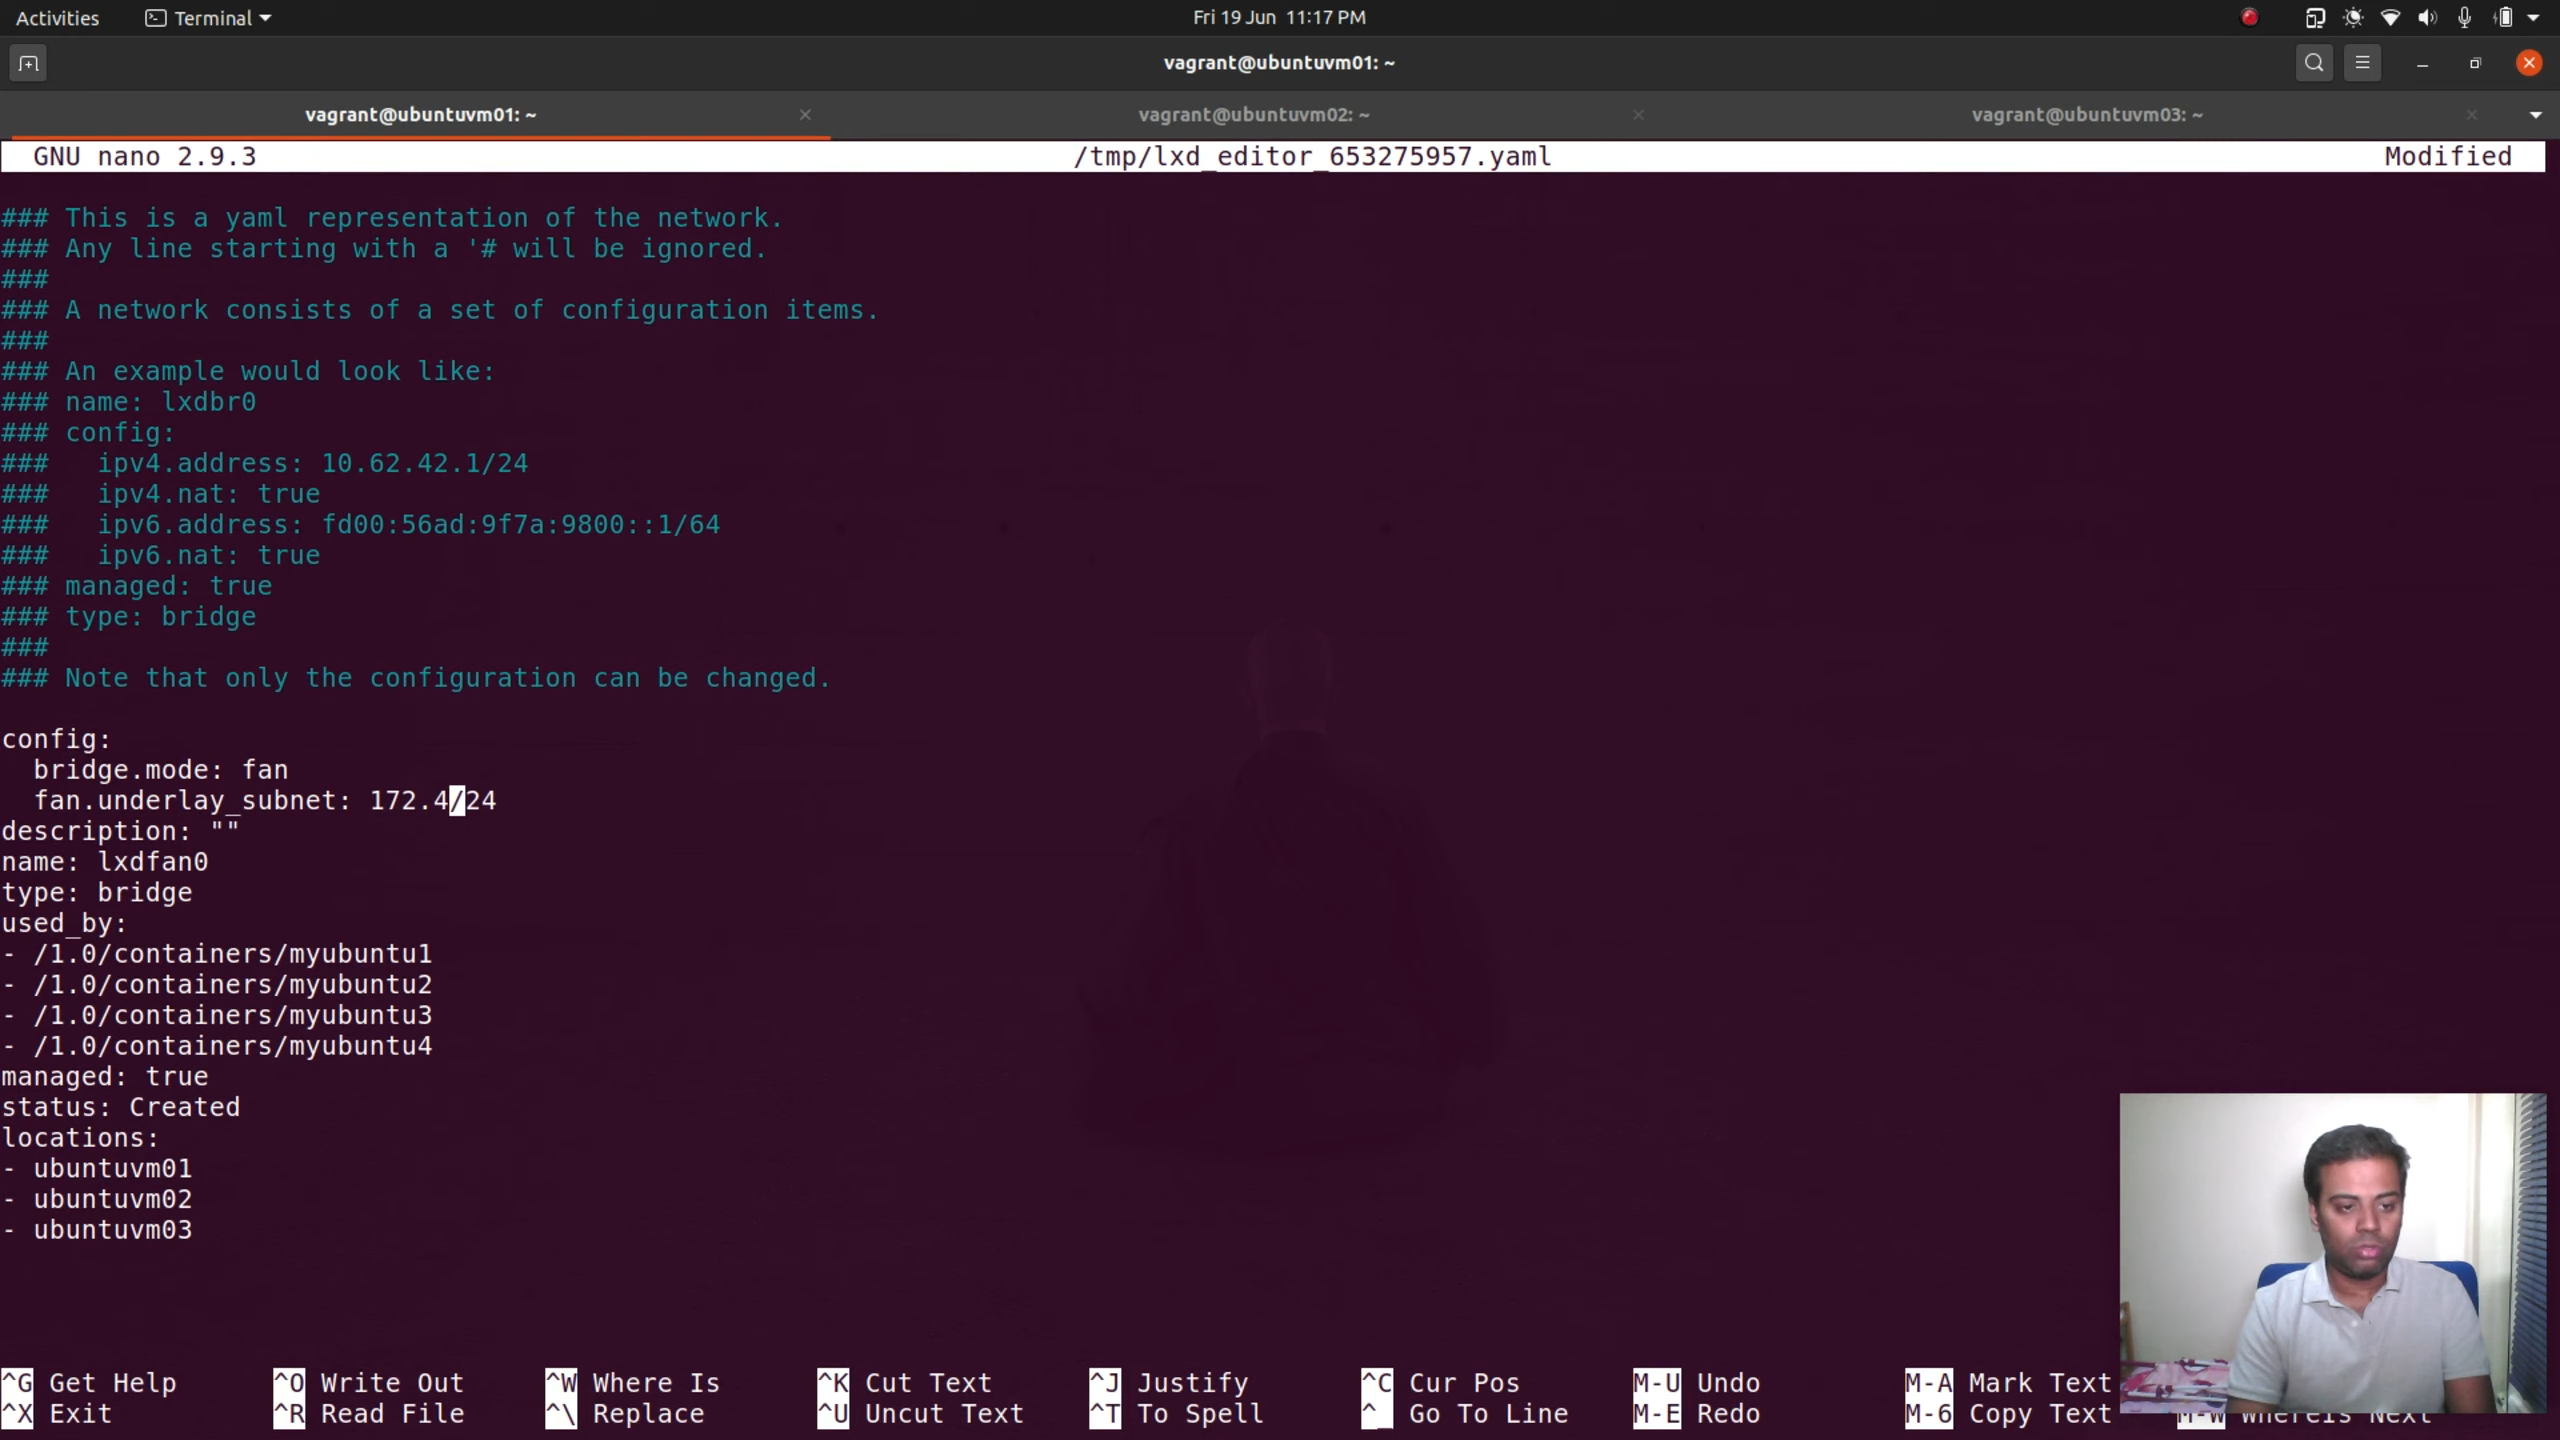 Activities Terminal Fri 19 Jun 11:17 PM
vagrant@ubuntuvm01: ~
vagrant@ubuntuvm01: ~ vagrant@ubuntuvm02: ~ vagrant@ubuntuvm03: ~
GNU nano 2.9.3 /tmp/lxd_editor_653275957.yaml Modified
### This is a yaml representation of the network.
### Any line starting with a '# will be ignored.
###
### A network consists of a set of configuration items.
###
### An example would look like:
### name: lxdbr0
### config:
###   ipv4.address: 10.62.42.1/24
###   ipv4.nat: true
###   ipv6.address: fd00:56ad:9f7a:9800::1/64
###   ipv6.nat: true
### managed: true
### type: bridge
###
### Note that only the configuration can be changed.
config:
  bridge.mode: fan
  fan.underlay_subnet: 172.4/24
description: ""
name: lxdfan0
type: bridge
used_by:
- /1.0/containers/myubuntu1
- /1.0/containers/myubuntu2
- /1.0/containers/myubuntu3
- /1.0/containers/myubuntu4
managed: true
status: Created
locations:
- ubuntuvm01
- ubuntuvm02
- ubuntuvm03
^G Get Help ^O Write Out ^W Where Is ^K Cut Text ^J Justify ^C Cur Pos M-U Undo M-A Mark Text
^X Exit ^R Read File ^\ Replace ^U Uncut Text ^T To Spell ^_ Go To Line M-E Redo M-6 Copy Text M-W WhereIs Next